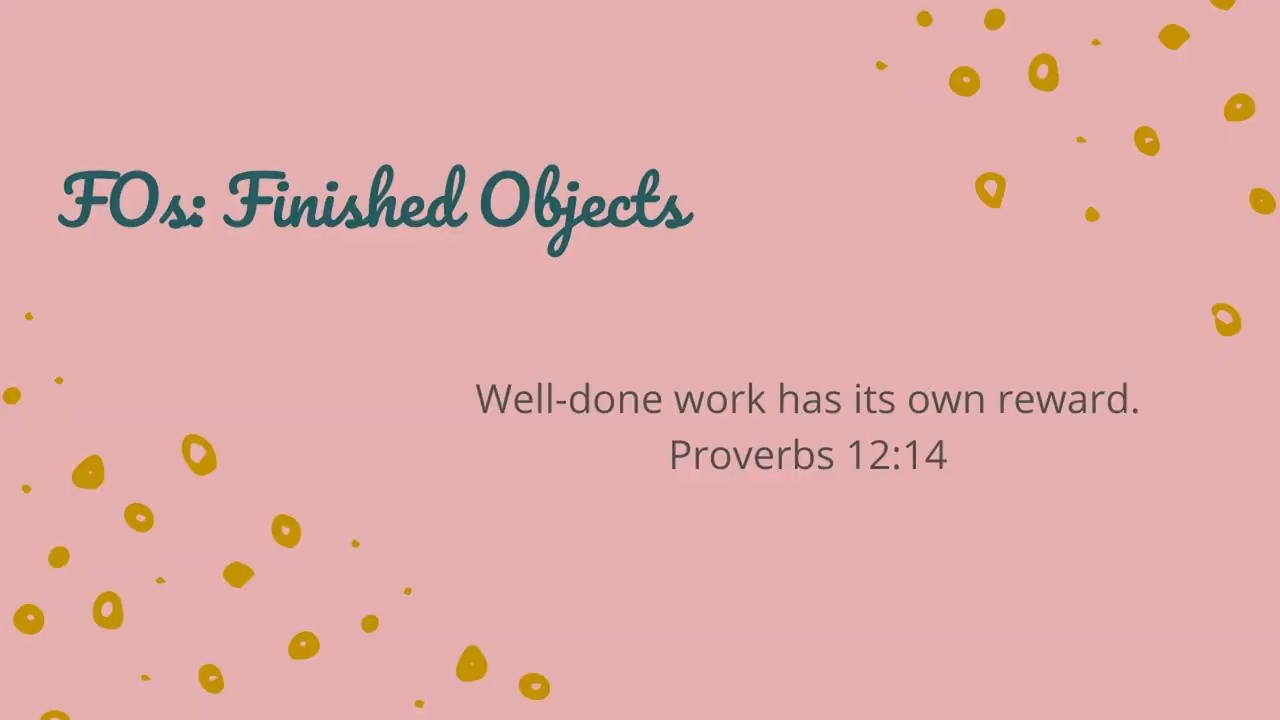 FOs: Finished Objects
Well-done work has its own reward.
Proverbs 12:14